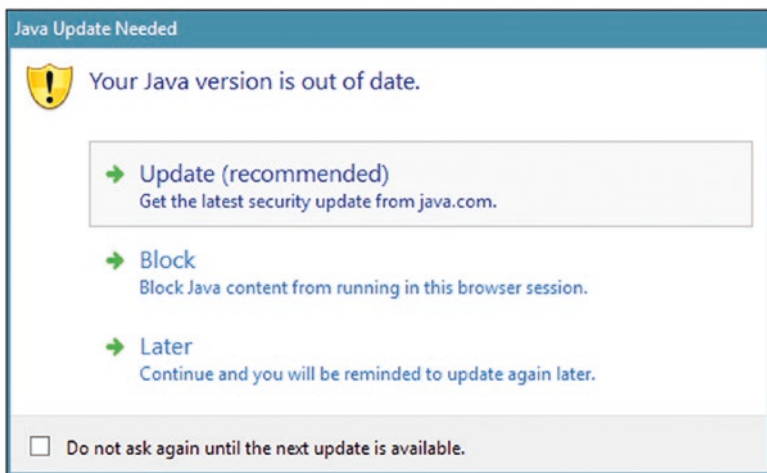 Java Update Needed
Your Java version is out of date.
Update (recommended)
Get the latest security update from java.com.
Block
Block Java content from running in this browser session.
Later
Continue and you will be reminded to update again later.
Do not ask again until the next update is available.